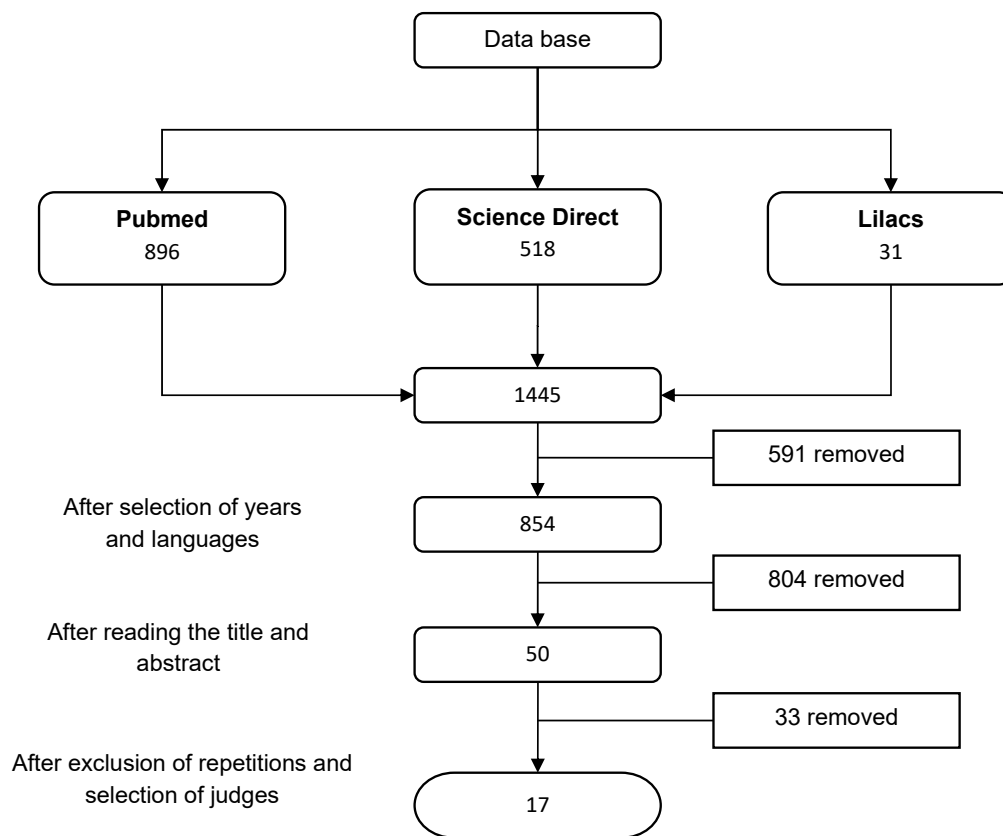 Data base
Pubmed
896
Science Direct
518
Lilacs
31
1445
591 removed
After selection of years
and languages
854
804 removed
After reading the title and
abstract
50
33 removed
After exclusion of repetitions and
selection of judges
17